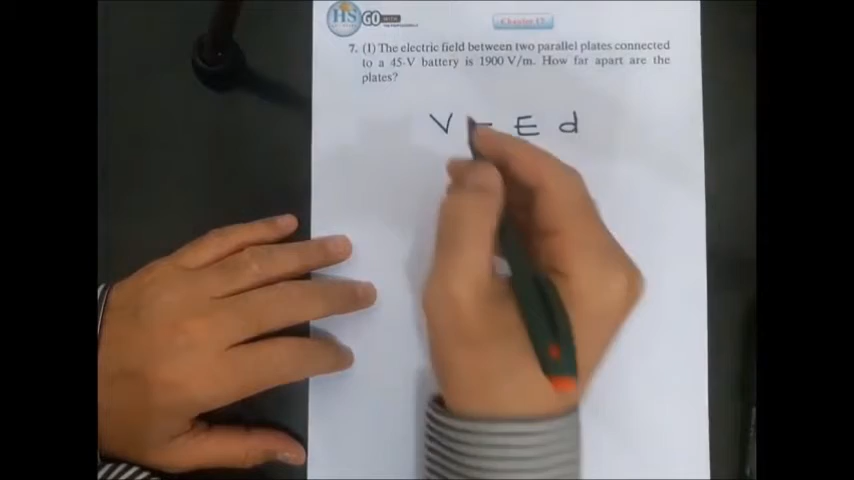 HS GO
Chapter 17
7. (I) The electric field between two parallel plates connected
to a 45-V battery is 1900 V/m. How far apart are the
plates?
V = E d